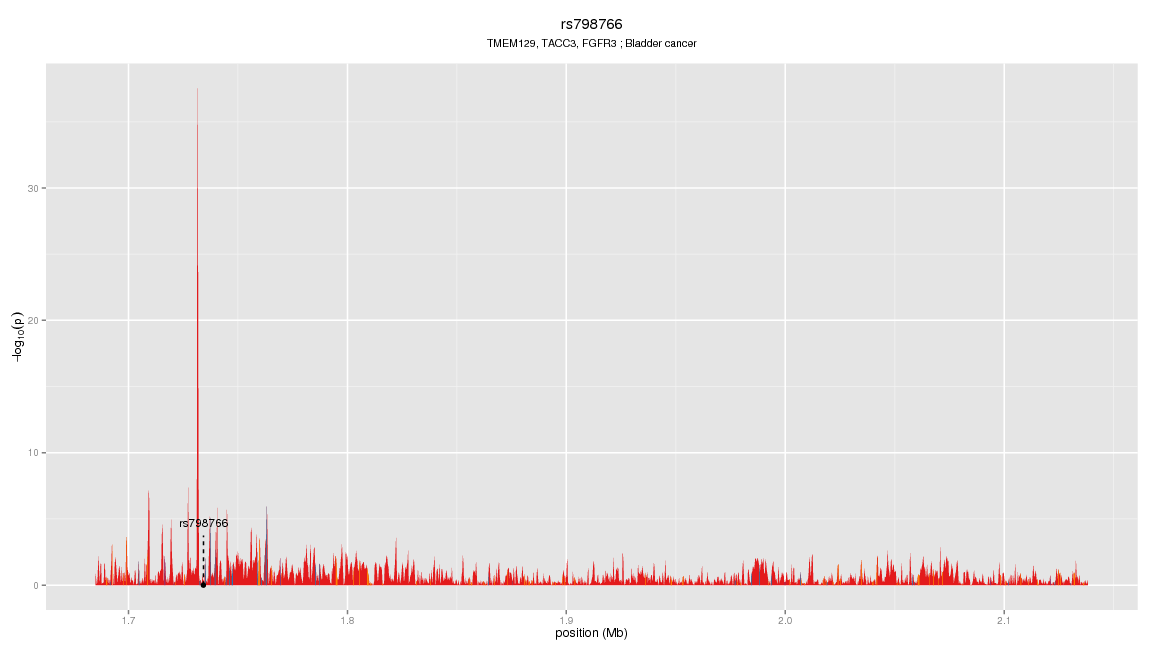 rs798766
TMEM129, TACC3, FGFR3 ; Bladder cancer
−log10(p)
30
20
10
0
rs798766
1.7 1.8 1.9 2.0 2.1
position (Mb)